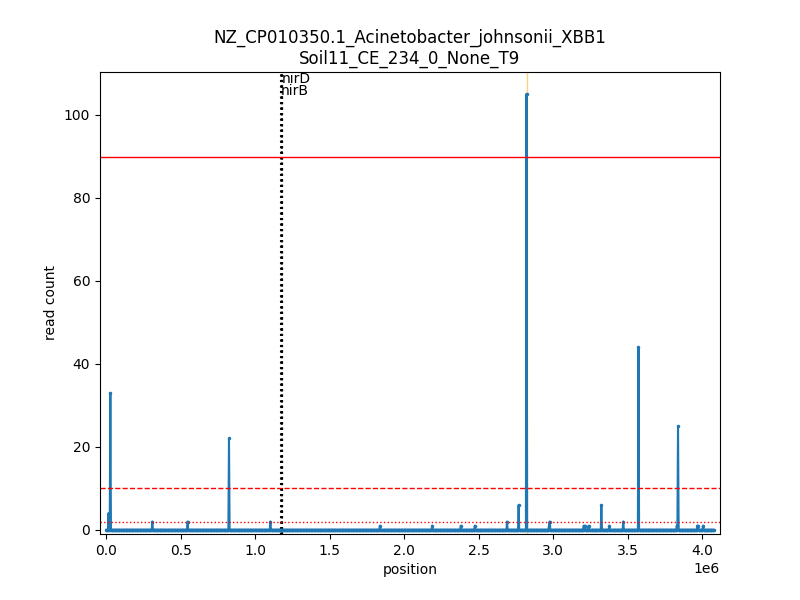 NZ_CP010350.1_Acinetobacter_johnsonii_XBB1
Soil11_CE_234_0_None_T9
nirD
nirB
100
80
60
40
20
0
read count
0.0 0.5 1.0 1.5 2.0 2.5 3.0 3.5 4.0
1e6
position